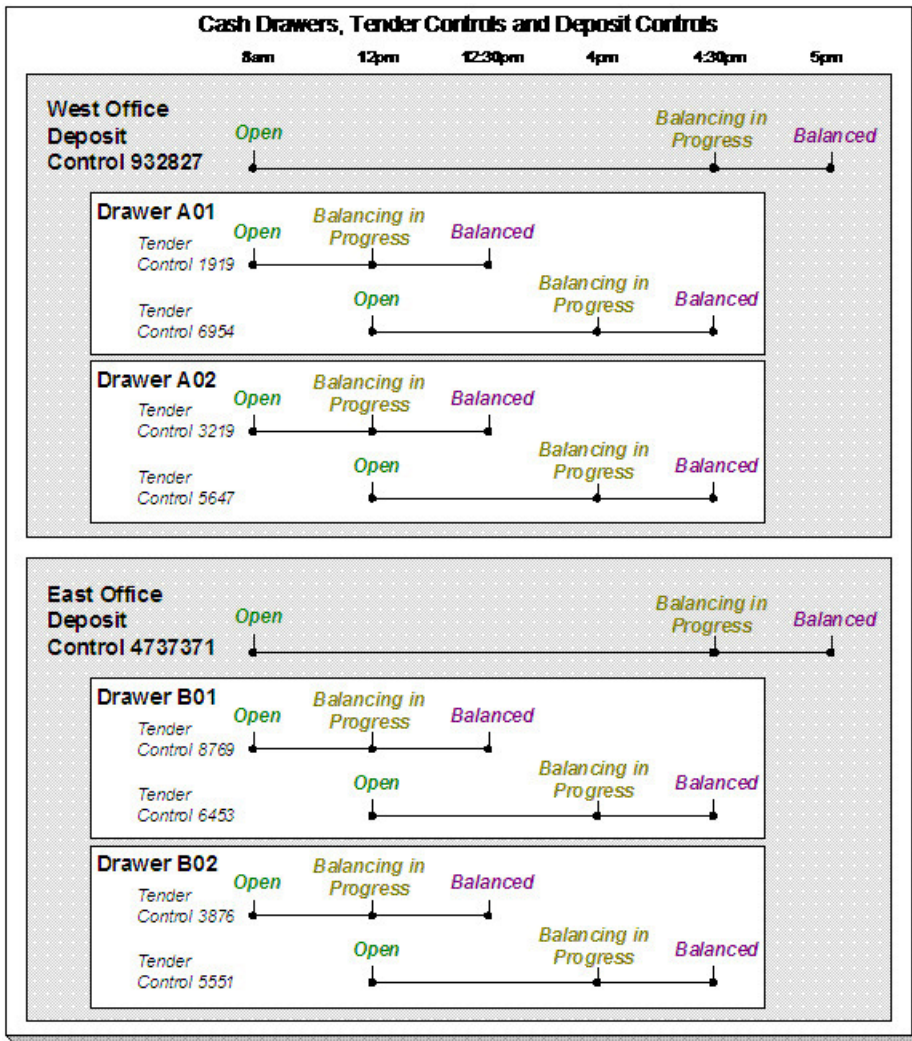 Cash Drawers, Tender Controls and Deposit Controls
8am 12pm 12:30pm 4pm 4:30pm 5pm
West Office
Deposit
Control 932827
Open
Balancing in
Progress
Balanced
Drawer A01
Tender
Control 1919
Open
Balancing in
Progress
Balanced
Tender
Control 6954
Open
Balancing in
Progress
Balanced
Drawer A02
Tender
Control 3219
Open
Balancing in
Progress
Balanced
Tender
Control 5647
Open
Balancing in
Progress
Balanced
East Office
Deposit
Control 4737371
Open
Balancing in
Progress
Balanced
Drawer B01
Tender
Control 8769
Open
Balancing in
Progress
Balanced
Tender
Control 6453
Open
Balancing in
Progress
Balanced
Drawer B02
Tender
Control 3876
Open
Balancing in
Progress
Balanced
Tender
Control 5551
Open
Balancing in
Progress
Balanced